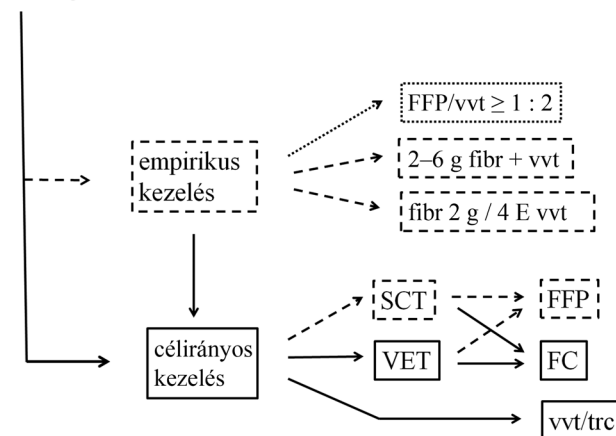 FFP/vvt ≥ 1 : 2
empirikus
kezelés
2–6 g fibr + vvt
fibr 2 g / 4 E vvt
SCT
FFP
célirányos
kezelés
VET
FC
vvt/trc